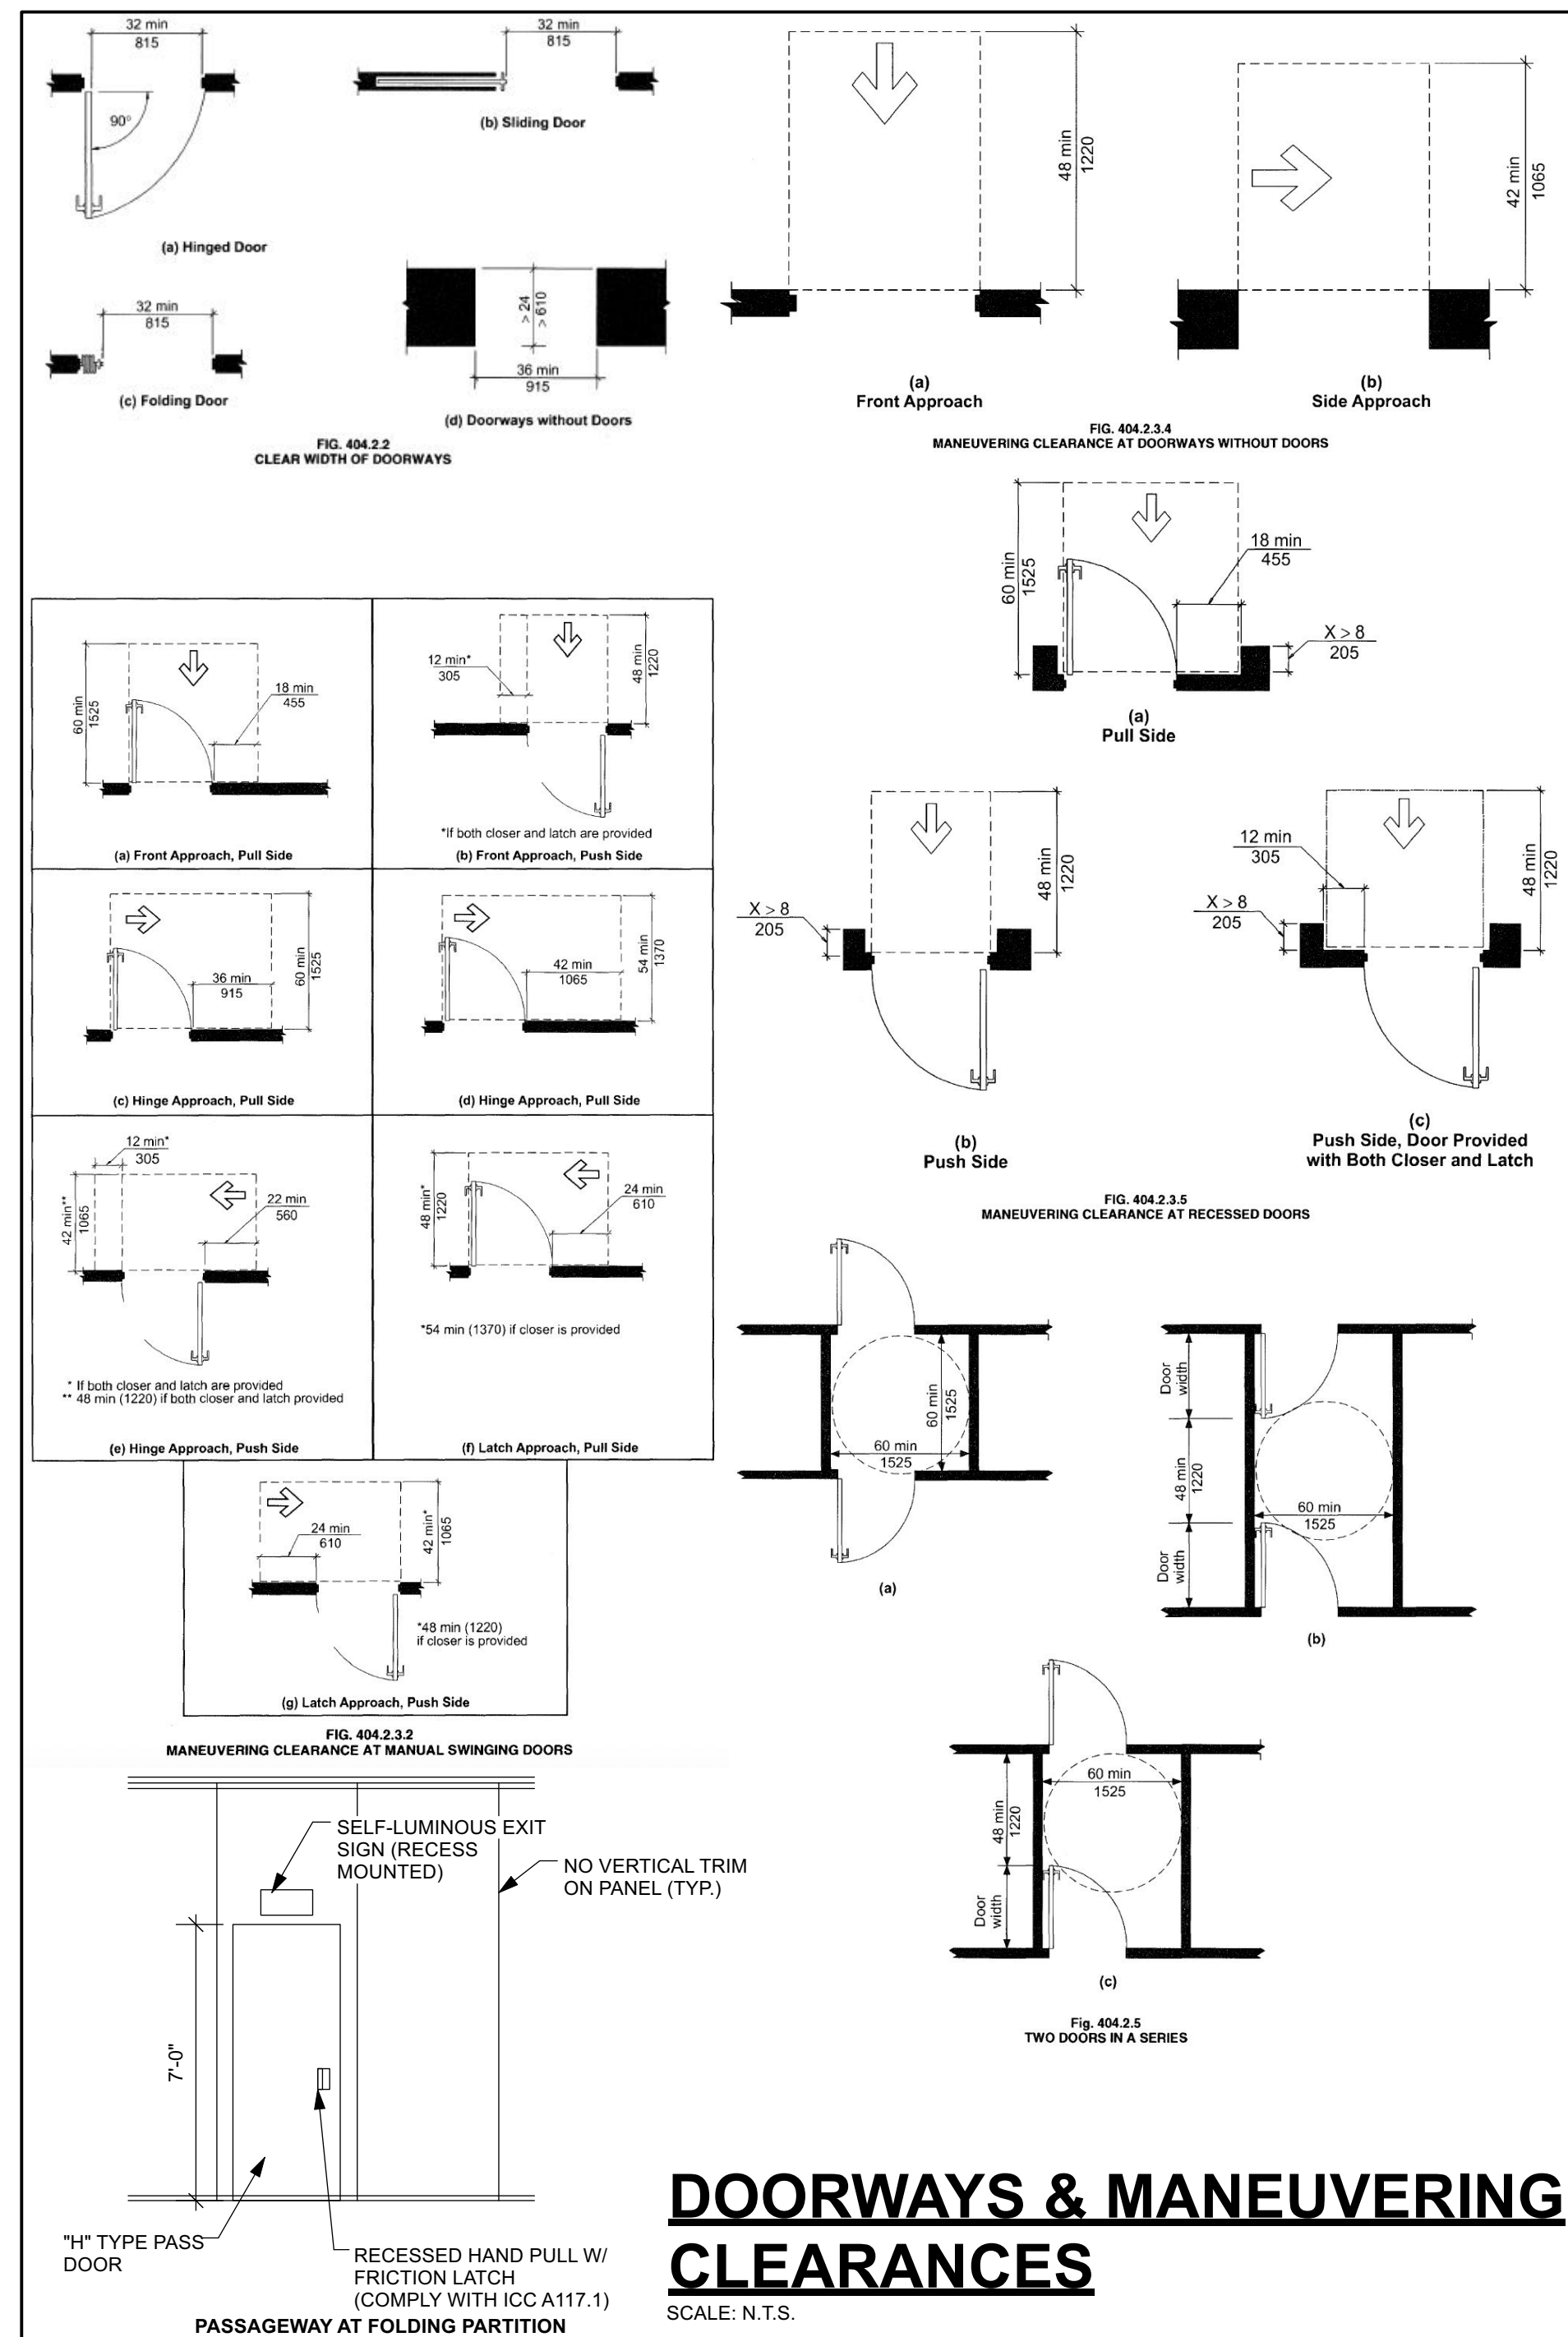 32 min
815
90°
(a) Hinged Door
32 min
815
(b) Sliding Door
32 min
815
(c) Folding Door
> 24
> 610
36 min
915
(d) Doorways without Doors
FIG. 404.2.2
CLEAR WIDTH OF DOORWAYS
48 min
1220
(a)
Front Approach
42 min
1065
(b)
Side Approach
FIG. 404.2.3.4
MANEUVERING CLEARANCE AT DOORWAYS WITHOUT DOORS
60 min
1525
18 min
455
X > 8
205
(a)
Pull Side
X > 8
205
48 min
1220
(b)
Push Side
12 min
305
X > 8
205
48 min
1220
(c)
Push Side, Door Provided
with Both Closer and Latch
FIG. 404.2.3.5
MANEUVERING CLEARANCE AT RECESSED DOORS
60 min
1525
18 min
455
(a) Front Approach, Pull Side
12 min*
305
48 min
1220
*If both closer and latch are provided
(b) Front Approach, Push Side
36 min
915
60 min
1525
(c) Hinge Approach, Pull Side
42 min
1065
54 min
1370
(d) Hinge Approach, Pull Side
12 min*
305
42 min**
1065
22 min
560
* If both closer and latch are provided
** 48 min (1220) if both closer and latch provided
(e) Hinge Approach, Push Side
48 min*
1220
24 min
610
*54 min (1370) if closer is provided
(f) Latch Approach, Pull Side
24 min
610
42 min*
1065
*48 min (1220)
if closer is provided
(g) Latch Approach, Push Side
FIG. 404.2.3.2
MANEUVERING CLEARANCE AT MANUAL SWINGING DOORS
60 min
1525
60 min
1525
(a)
Door
width
48 min
1220
60 min
1525
Door
width
(b)
60 min
1525
48 min
1220
Door
width
(c)
Fig. 404.2.5
TWO DOORS IN A SERIES
SELF-LUMINOUS EXIT
SIGN (RECESS
MOUNTED)
NO VERTICAL TRIM
ON PANEL (TYP.)
7'-0"
"H" TYPE PASS
DOOR
RECESSED HAND PULL W/
FRICTION LATCH
(COMPLY WITH ICC A117.1)
PASSAGEWAY AT FOLDING PARTITION
DOORWAYS & MANEUVERING
CLEARANCES
SCALE: N.T.S.